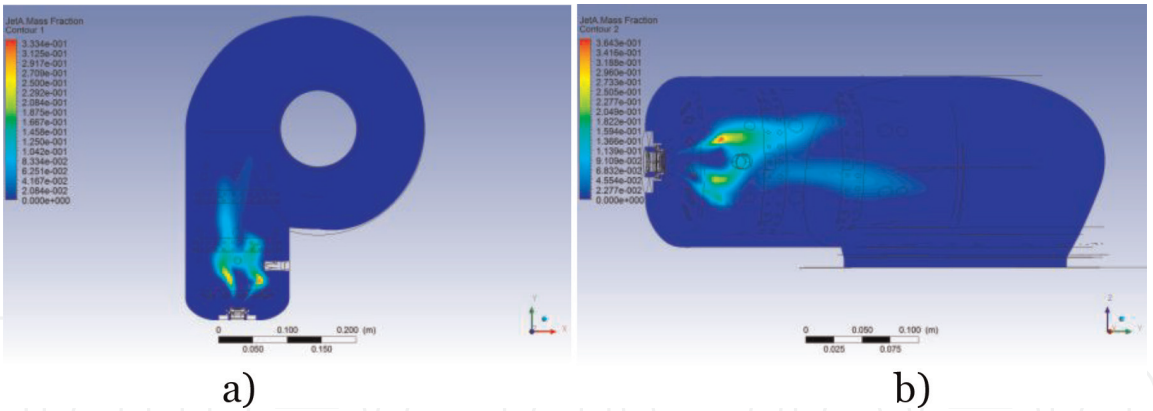 JetA.Mass Fraction
Contour 1
3.334e-001
3.125e-001
2.917e-001
2.709e-001
2.500e-001
2.292e-001
2.084e-001
1.875e-001
1.667e-001
1.458e-001
1.250e-001
1.042e-001
8.334e-002
6.251e-002
4.167e-002
2.084e-002
0.000e+000
0 0.100 0.200 (m)
0.050 0.150
Y
X
Z
a)
JetA.Mass Fraction
Contour 2
3.643e-001
3.416e-001
3.188e-001
2.960e-001
2.733e-001
2.505e-001
2.277e-001
2.049e-001
1.822e-001
1.594e-001
1.366e-001
1.139e-001
9.109e-002
6.832e-002
4.554e-002
2.277e-002
0.000e+000
0 0.050 0.100 (m)
0.025 0.075
Z
X
Y
b)